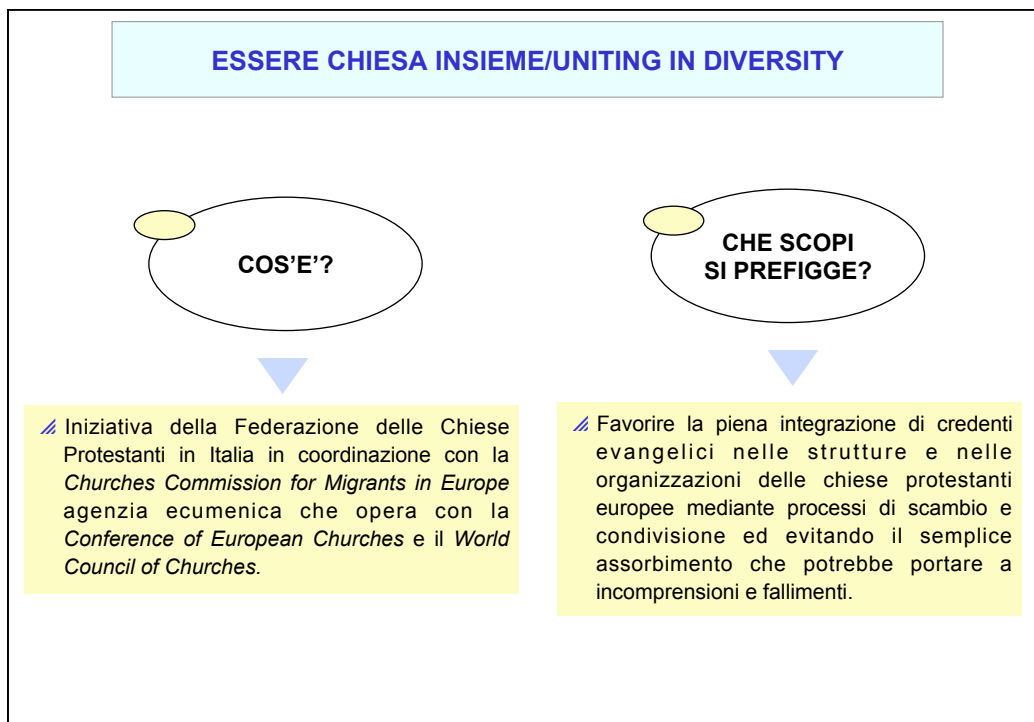 ESSERE CHIESA INSIEME/UNITING IN DIVERSITY
COS'E'?
Iniziativa della Federazione delle Chiese
Protestanti in Italia in coordinazione con la
Churches Commission for Migrants in Europe
agenzia ecumenica che opera con la
Conference of European Churches e il World
Council of Churches.
CHE SCOPI
SI PREFIGGE?
Favorire la piena integrazione di credenti
evangelici nelle strutture e nelle
organizzazioni delle chiese protestanti
europee mediante processi di scambio e
condivisione ed evitando il semplice
assorbimento che potrebbe portare a
incomprensioni e fallimenti.